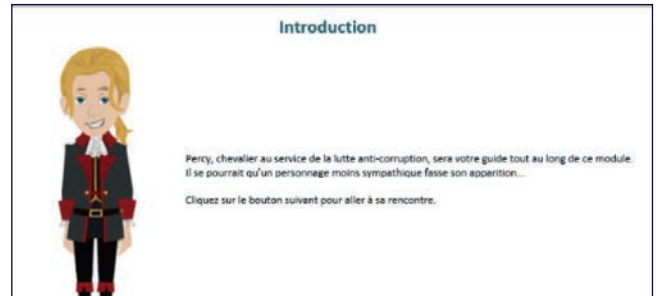 Introduction
Percy, chevalier au service de la lutte anti-corruption, sera votre guide tout au long de ce module.
Il se pourrait qu'un personnage moins sympathique fasse son apparition...
Cliquez sur le bouton suivant pour aller à sa rencontre.